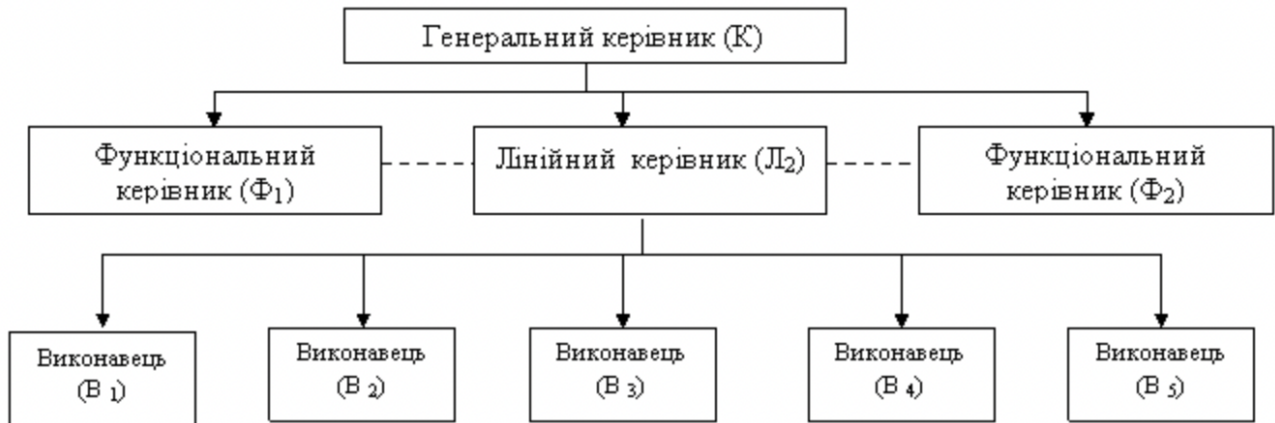 Генеральний керівник (К)
Функціональний
керівник (Ф1)
Лінійний керівник (Л2)
Функціональний
керівник (Ф2)
Виконавець
(В 1)
Виконавець
(В 2)
Виконавець
(В 3)
Виконавець
(В 4)
Виконавець
(В 5)